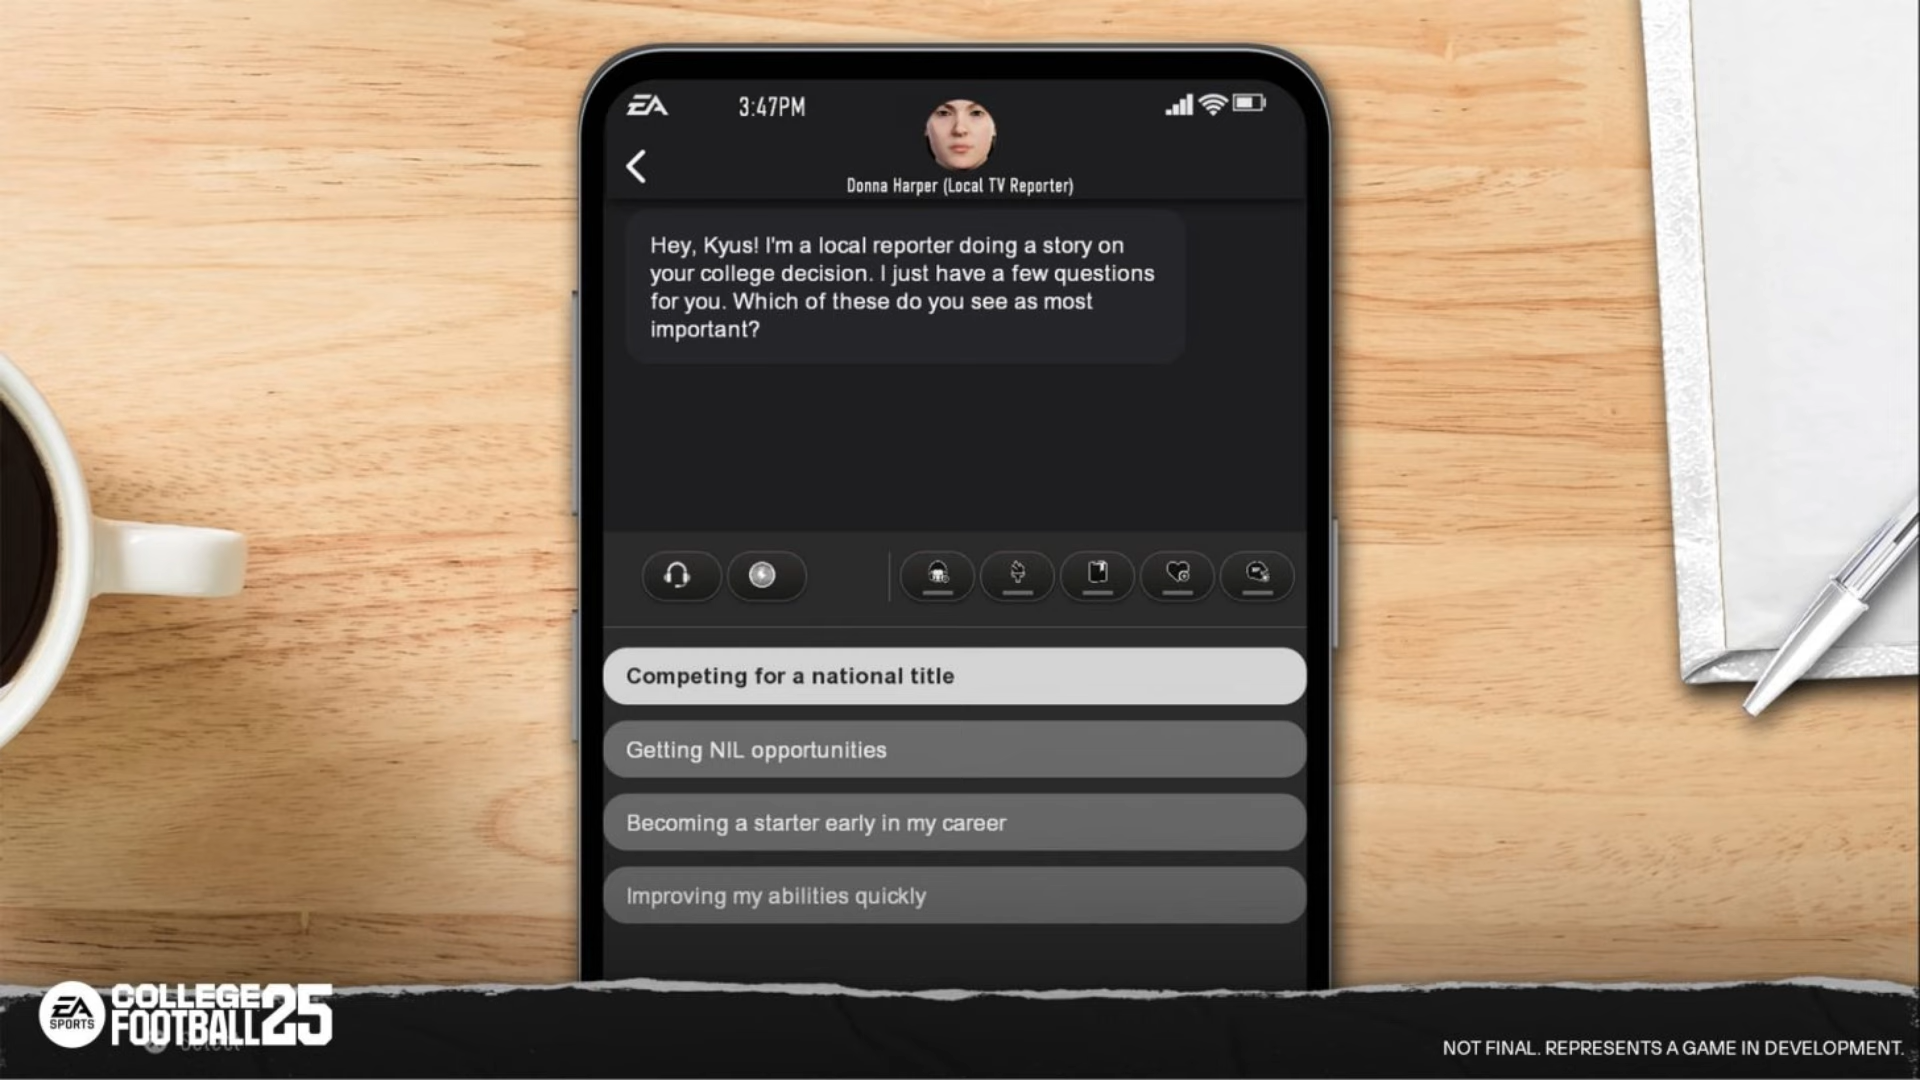 EA
3:47PM
Donna Harper (Local TV Reporter)
Hey, Kyus! I'm a local reporter doing a story on
your college decision. I just have a few questions
for you. Which of these do you see as most
important?
Competing for a national title
Getting NIL opportunities
Becoming a starter early in my career
Improving my abilities quickly
EA
SPORTS
COLLEGE
FOOTBALL 25
Select
NOT FINAL. REPRESENTS A GAME IN DEVELOPMENT.